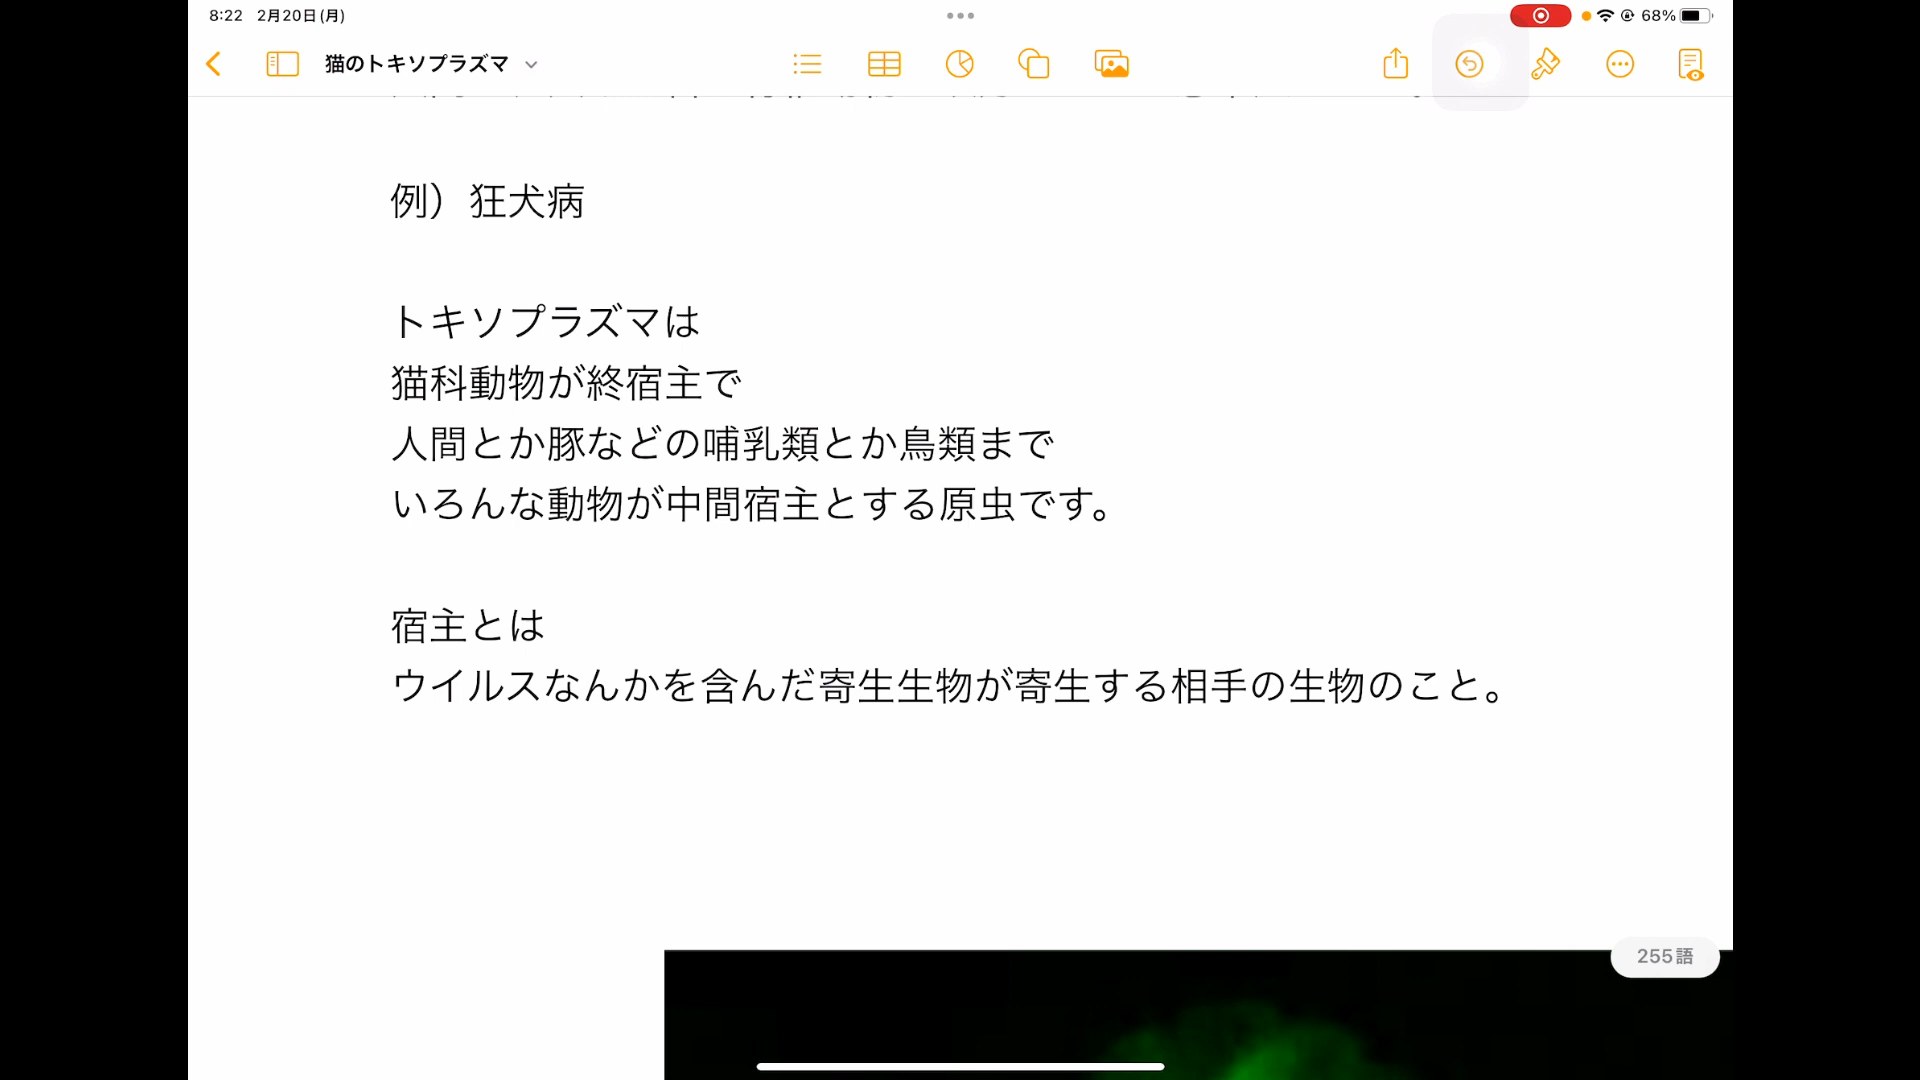 8:22 2月20日(月)
68%
猫のトキソプラズマ
例）狂犬病
トキソプラズマは
猫科動物が終宿主で
人間とか豚などの哺乳類とか鳥類まで
いろんな動物が中間宿主とする原虫です。
宿主とは
ウイルスなんかを含んだ寄生生物が寄生する相手の生物のこと。
255語